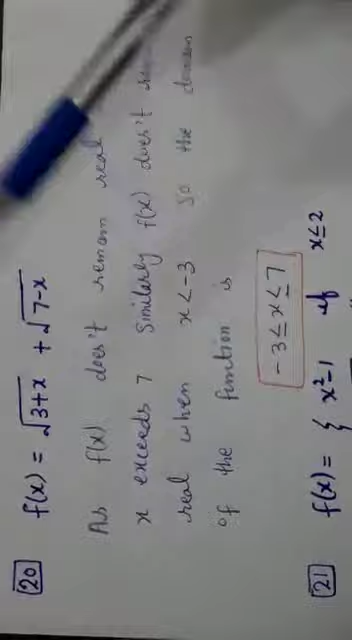 20 f(x) = √3+x + √7-x
As f(x) doesn't remain real
x exceeds 7 Similarly f(x) doesn't
real when x < -3 So the domain
of the function is
-3 ≤ x ≤ 7
21 f(x) = { x²-1 if x ≤ 2